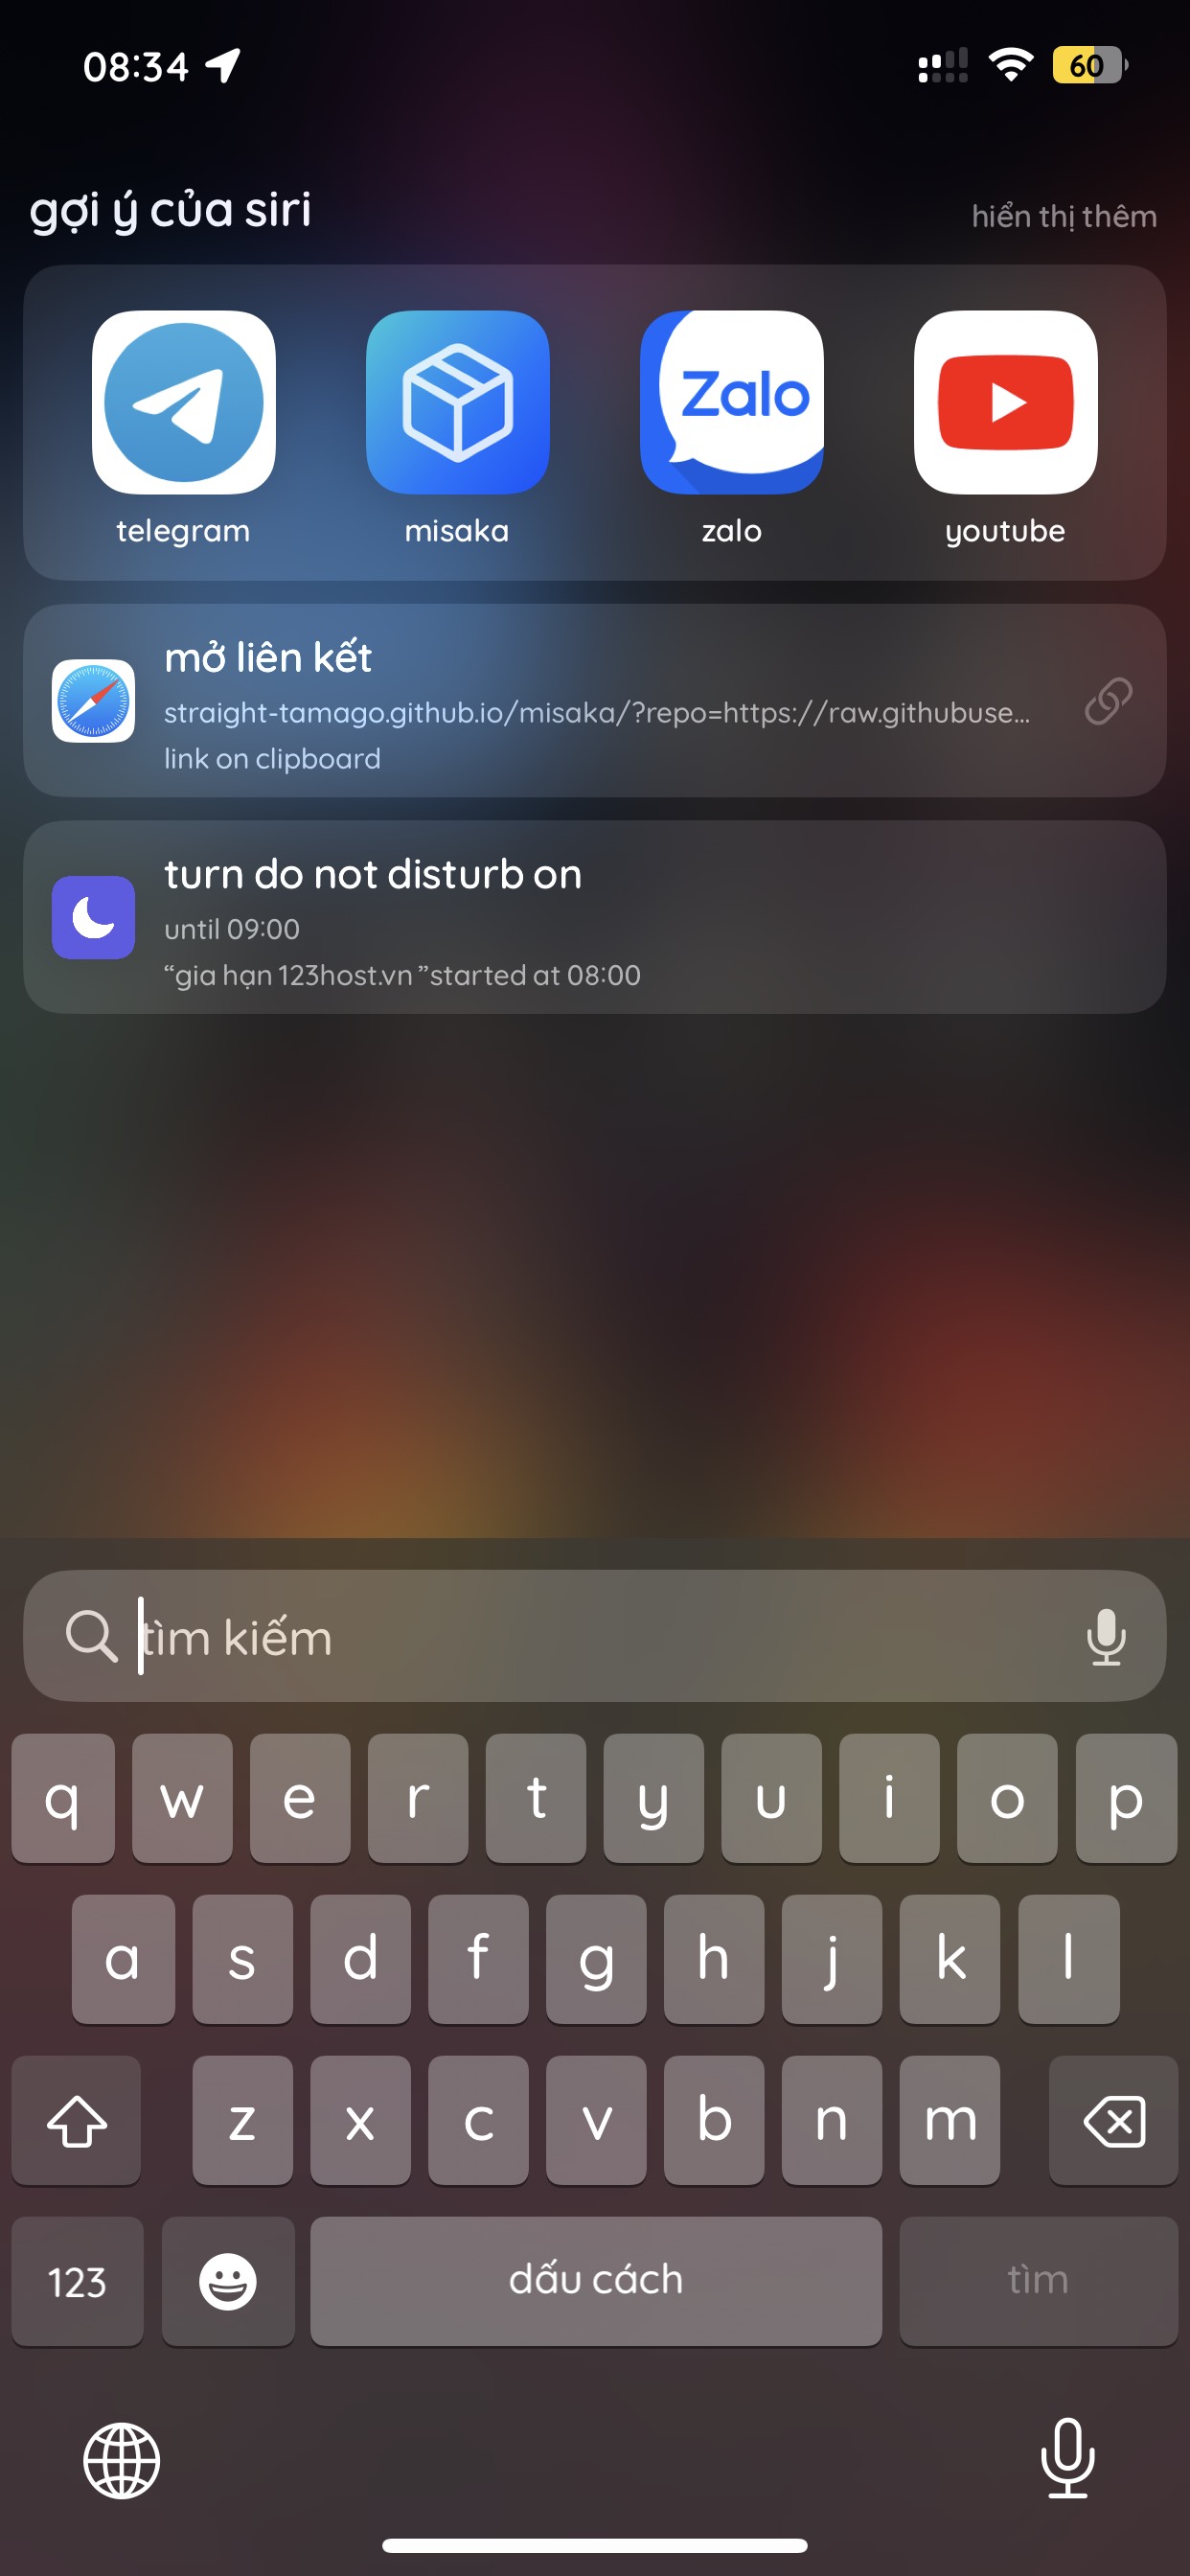 08:34
60
gợi ý của siri
hiển thị thêm
Zalo
telegram
misaka
zalo
youtube
mở liên kết
straight-tamago.github.io/misaka/?repo=https://raw.githubuse...
link on clipboard
turn do not disturb on
until 09:00
“gia hạn 123host.vn ”started at 08:00
tìm kiếm
q w e r t y u i o p
a s d f g h j k l
z x c v b n m
123
dấu cách
tìm